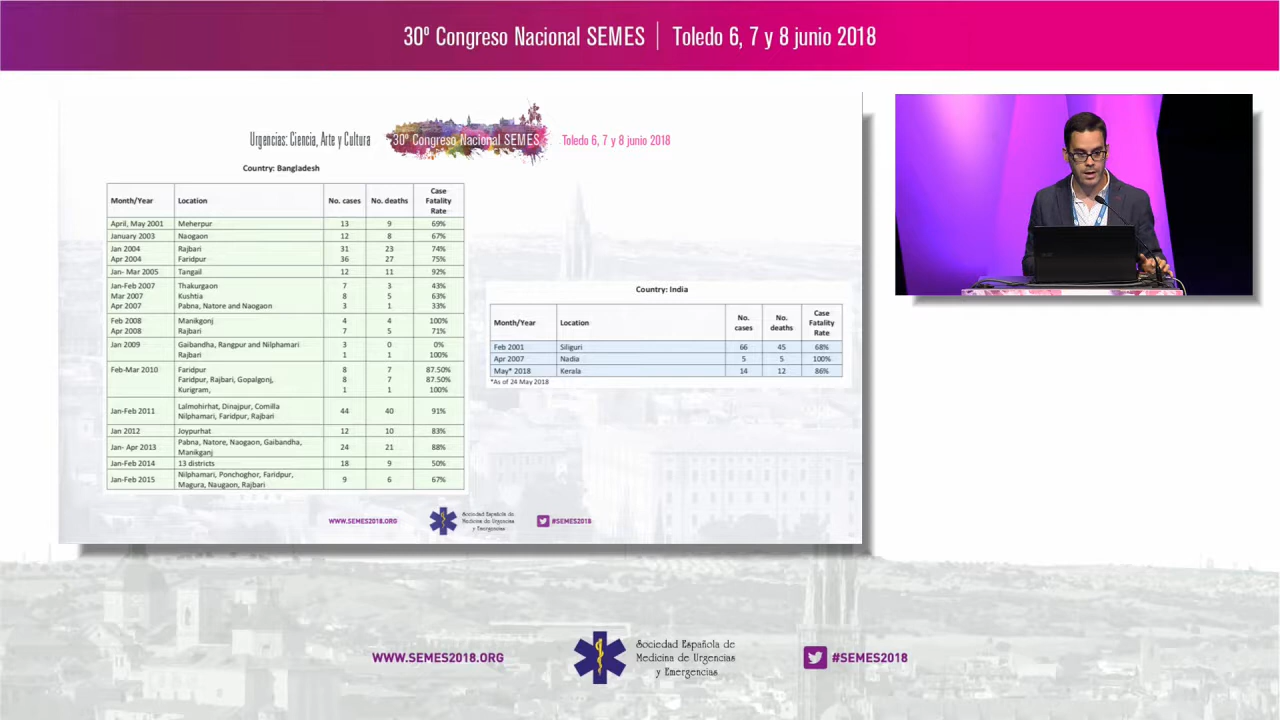 30º Congreso Nacional SEMES | Toledo 6, 7 y 8 junio 2018
Urgencias: Ciencia, Arte y Cultura 30º Congreso Nacional SEMES Toledo 6, 7 y 8 junio 2018
Country: Bangladesh
Month/Year Location No. cases No. deaths Case Fatality Rate
April, May 2001 Meherpur 13 9 69%
January 2003 Naogaon 12 8 67%
Jan 2004 Rajbari 31 23 74%
Apr 2004 Faridpur 36 27 75%
Jan- Mar 2005 Tangail 12 11 92%
Jan-Feb 2007 Thakurgaon 7 3 43%
Mar 2007 Kushtia 8 5 63%
Apr 2007 Pabna, Natore and Naogaon 3 1 33%
Feb 2008 Manikgonj 4 4 100%
Apr 2008 Rajbari 7 5 71%
Jan 2009 Gaibandha, Rangpur and Nilphamari 3 0 0%
Rajbari 1 1 100%
Feb-Mar 2010 Faridpur 8 7 87.50%
Faridpur, Rajbari, Gopalgonj, 8 7 87.50%
Kurigram, 1 1 100%
Jan-Feb 2011 Lalmohirhat, Dinajpur, Comilla
Nilphamari, Faridpur, Rajbari 44 40 91%
Jan 2012 Joypurhat 12 10 83%
Jan- Apr 2013 Pabna, Natore, Naogaon, Gaibandha,
Manikganj 24 21 88%
Jan-Feb 2014 13 districts 18 9 50%
Jan-Feb 2015 Nilphamari, Ponchoghor, Faridpur,
Magura, Naugaon, Rajbari 9 6 67%
Country: India
Month/Year Location No. cases No. deaths Case Fatality Rate
Feb 2001 Siliguri 66 45 68%
Apr 2007 Nadia 5 5 100%
May* 2018 Kerala 14 12 86%
*As of 24 May 2018
WWW.SEMES2018.ORG
Sociedad Española de
Medicina de Urgencias
y Emergencias
#SEMES2018
WWW.SEMES2018.ORG
Sociedad Española de
Medicina de Urgencias
y Emergencias
#SEMES2018